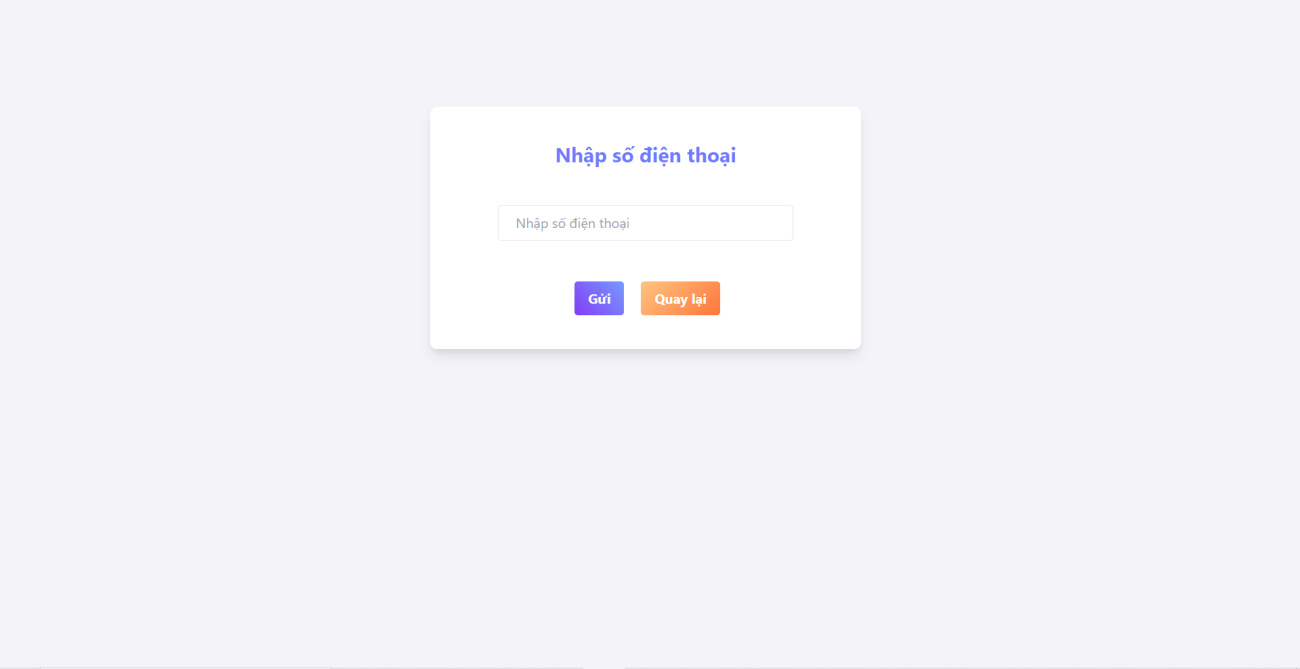 Nhập số điện thoại
Nhập số điện thoại
Gửi
Quay lại